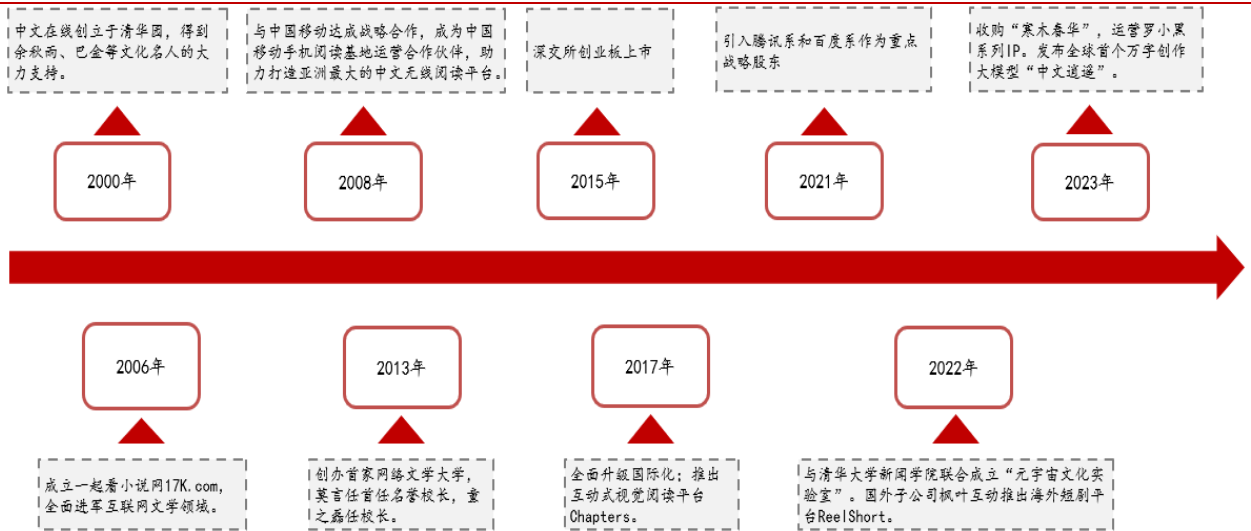 中文在线创立于清华园，得到
余秋雨、巴金等文化名人的大
力支持。
与中国移动达成战略合作，成为中国
移动手机阅读基地运营合作伙伴，助
力打造亚洲最大的中文无线阅读平台。
深交所创业板上市
引入腾讯系和百度系作为重点
战略股东
收购“寒木春华”，运营罗小黑
系列IP。发布全球首个万字创作
大模型“中文逍遥”。
2000年
2008年
2015年
2021年
2023年
2006年
2013年
2017年
2022年
成立一起看小说网17K.com，
全面进军互联网文学领域。
创办首家网络文学大学，
莫言任首任名誉校长，童
之磊任校长。
全面升级国际化；推出
互动式视觉阅读平台
Chapters。
与清华大学新闻学院联合成立“元宇宙文化实
验室”。国外子公司枫叶互动推出海外短剧平
台ReelShort。